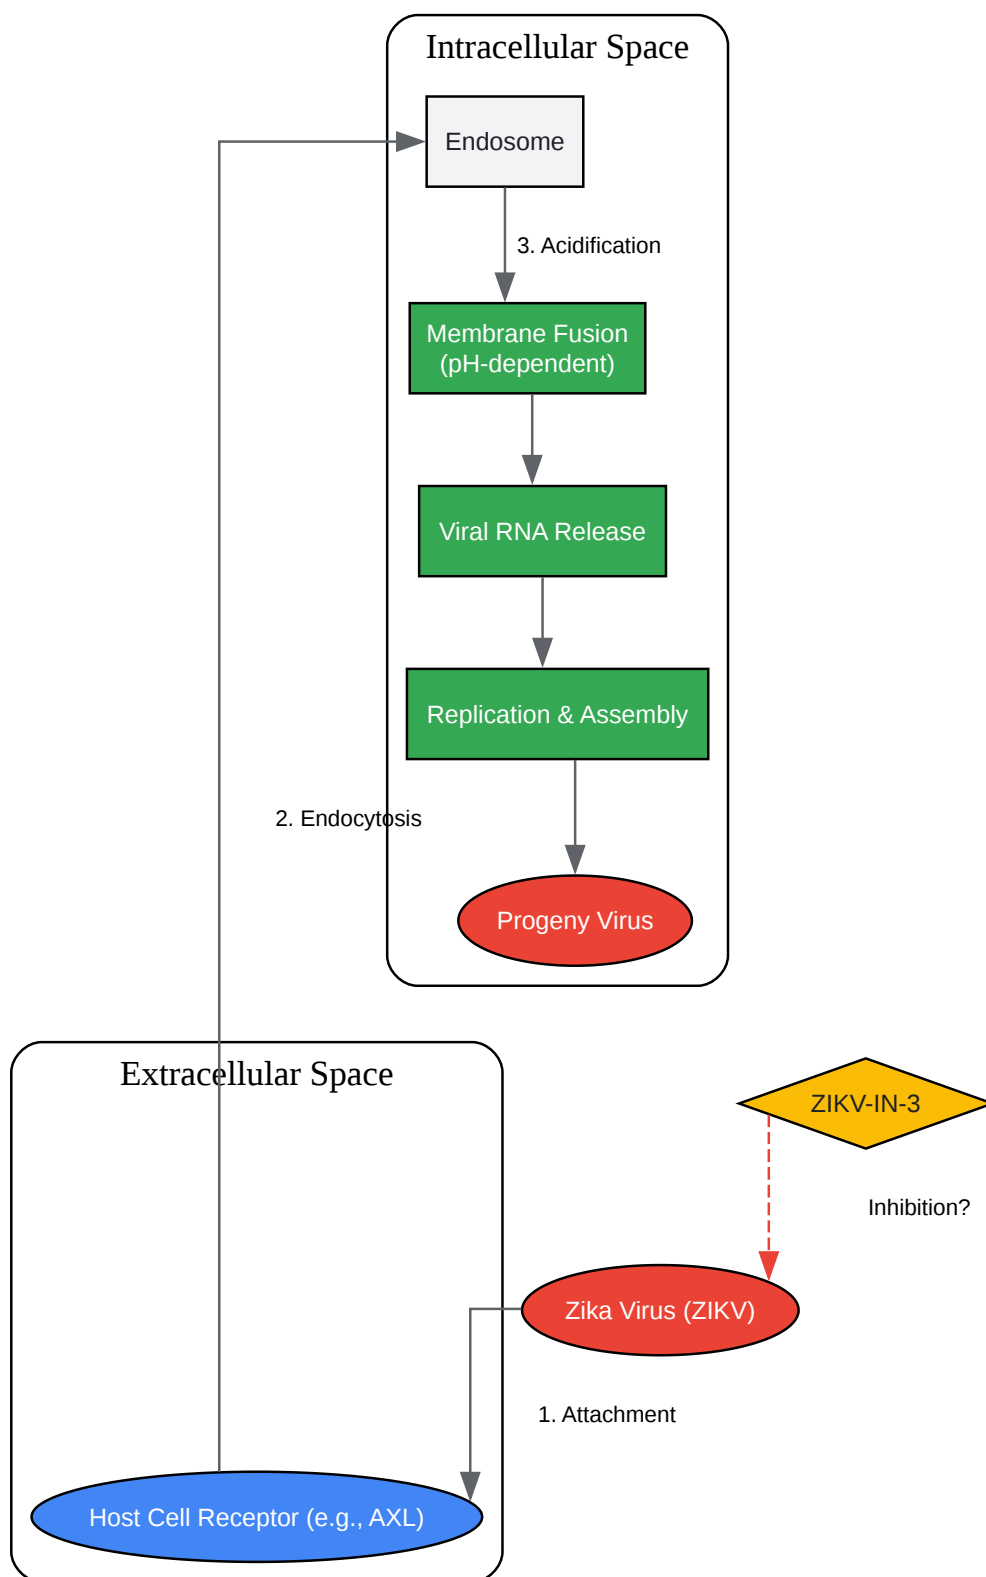 Intracellular Space
Endosome
3. Acidification
Membrane Fusion
(pH-dependent)
Viral RNA Release
Replication & Assembly
2. Endocytosis
Progeny Virus
Extracellular Space
ZIKV-IN-3
Inhibition?
Zika Virus (ZIKV)
1. Attachment
Host Cell Receptor (e.g., AXL)